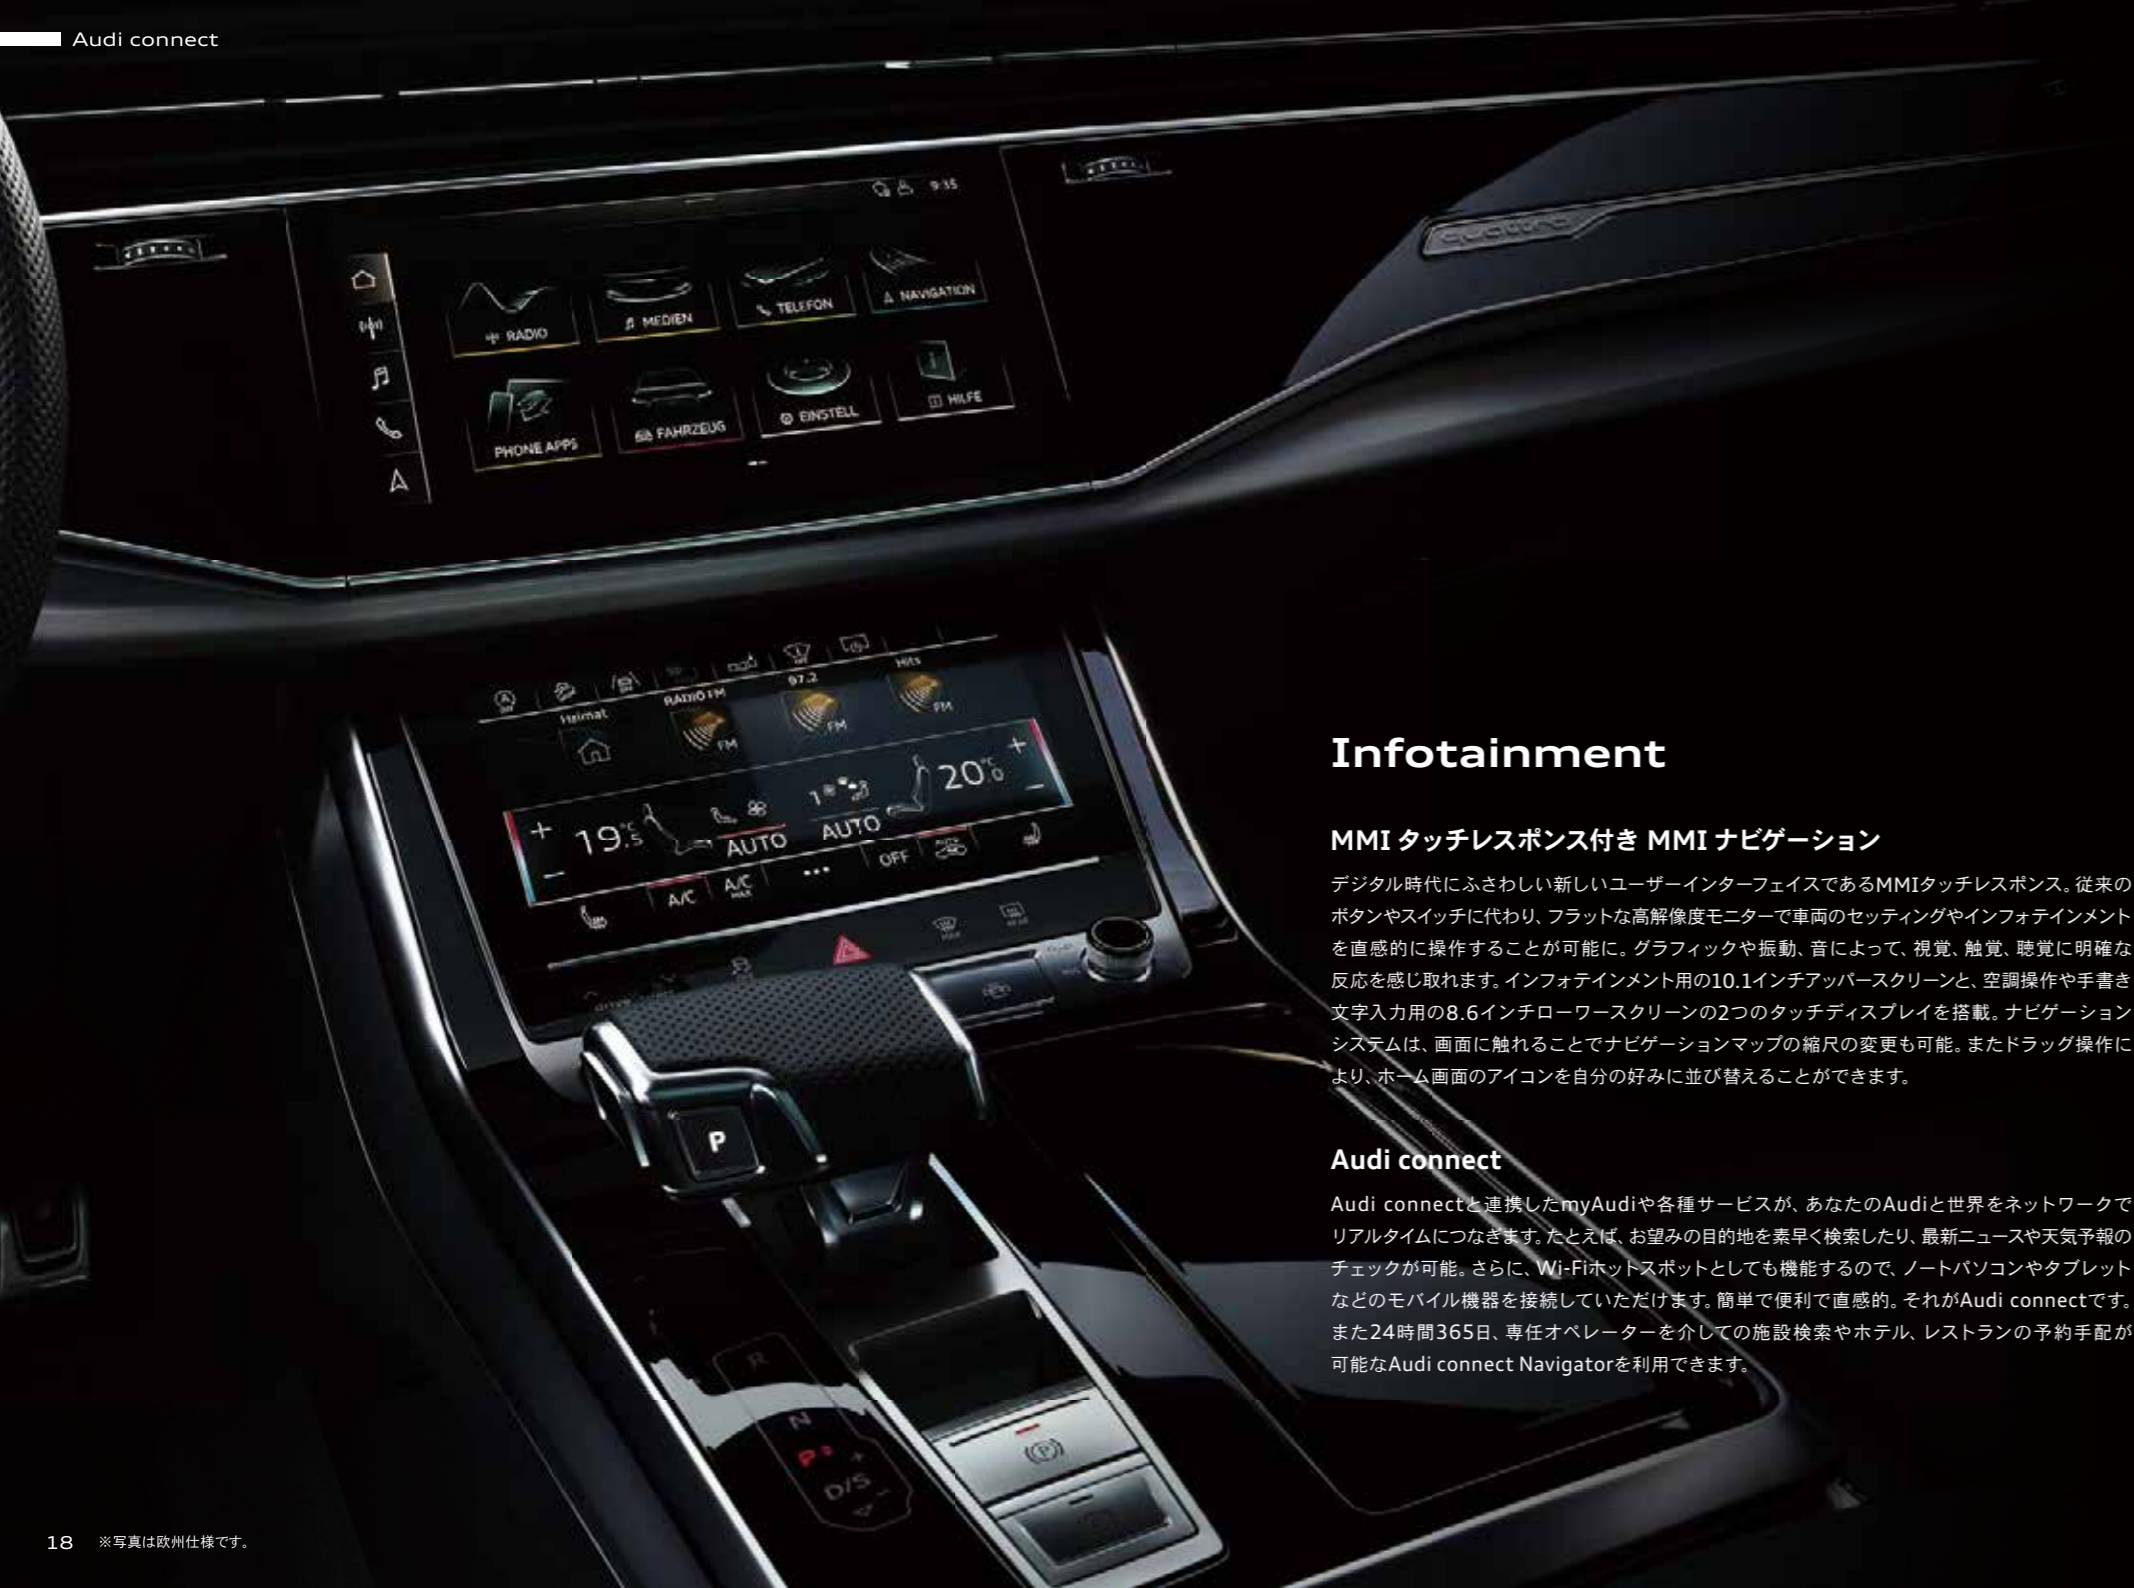 Audi connect
9:35
RADIO
MEDIEN
TELEFON
NAVIGATION
PHONE APPS
FAHRZEUG
EINSTELL
HILFE
quattro
Heimat
RADIO FM
97.2
Hits
FM
FM
FM
+ 19.5 °C
AUTO
1
AUTO
20.0 °C +
−
−
A/C
A/C MAX
•••
OFF
AUTO
P
R
N
P
D/S
+
−
(P)
Infotainment
MMI タッチレスポンス付き MMI ナビゲーション
デジタル時代にふさわしい新しいユーザーインターフェイスであるMMIタッチレスポンス。従来の
ボタンやスイッチに代わり、フラットな高解像度モニターで車両のセッティングやインフォテインメント
を直感的に操作することが可能に。グラフィックや振動、音によって、視覚、触覚、聴覚に明確な
反応を感じ取れます。インフォテインメント用の10.1インチアッパースクリーンと、空調操作や手書き
文字入力用の8.6インチローワースクリーンの2つのタッチディスプレイを搭載。ナビゲーション
システムは、画面に触れることでナビゲーションマップの縮尺の変更も可能。またドラッグ操作に
より、ホーム画面のアイコンを自分の好みに並び替えることができます。
Audi connect
Audi connectと連携したmyAudiや各種サービスが、あなたのAudiと世界をネットワークで
リアルタイムにつなぎます。たとえば、お望みの目的地を素早く検索したり、最新ニュースや天気予報の
チェックが可能。さらに、Wi-Fiホットスポットとしても機能するので、ノートパソコンやタブレット
などのモバイル機器を接続していただけます。簡単で便利で直感的。それがAudi connectです。
また24時間365日、専任オペレーターを介しての施設検索やホテル、レストランの予約手配が
可能なAudi connect Navigatorを利用できます。
18 ※写真は欧州仕様です。